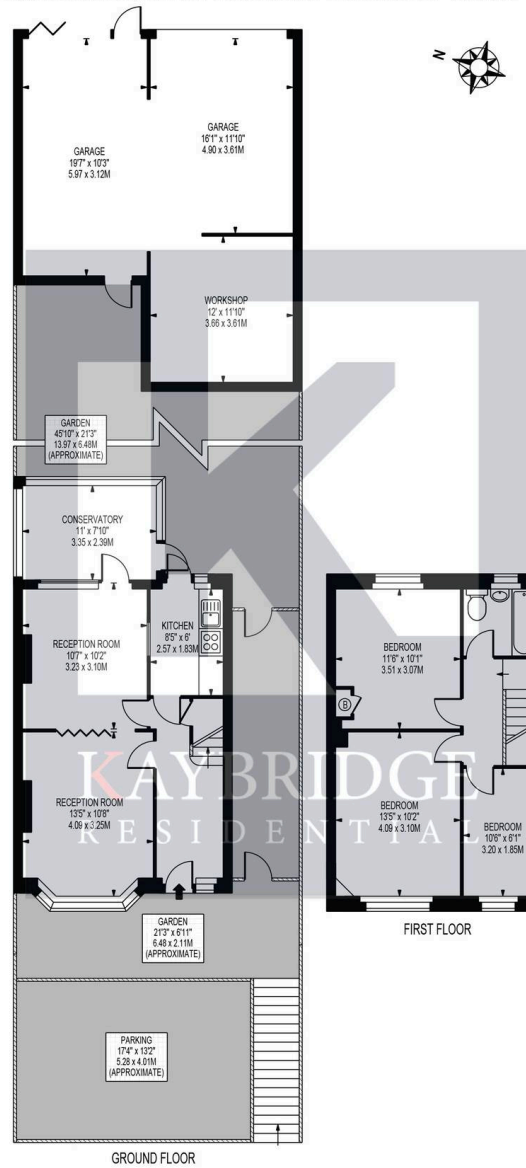 N
GARAGE
16'1" x 11'10"
4.90 x 3.61M
GARAGE
19'7" x 10'3"
5.97 x 3.12M
WORKSHOP
12' x 11'10"
3.66 x 3.61M
GARDEN
45'10" x 21'3"
13.97 x 6.48M
(APPROXIMATE)
CONSERVATORY
11' x 7'10"
3.35 x 2.39M
KITCHEN
8'5" x 6'
2.57 x 1.83M
RECEPTION ROOM
10'7" x 10'2"
3.23 x 3.10M
BEDROOM
11'6" x 10'1"
3.51 x 3.07M
B
KAYBRIDGE
RESIDENTIAL
RECEPTION ROOM
13'5" x 10'8"
4.09 x 3.25M
BEDROOM
13'5" x 10'2"
4.09 x 3.10M
BEDROOM
10'6" x 6'1"
3.20 x 1.85M
GARDEN
21'3" x 6'11"
6.48 x 2.11M
(APPROXIMATE)
FIRST FLOOR
PARKING
17'4" x 13'2"
5.28 x 4.01M
(APPROXIMATE)
GROUND FLOOR